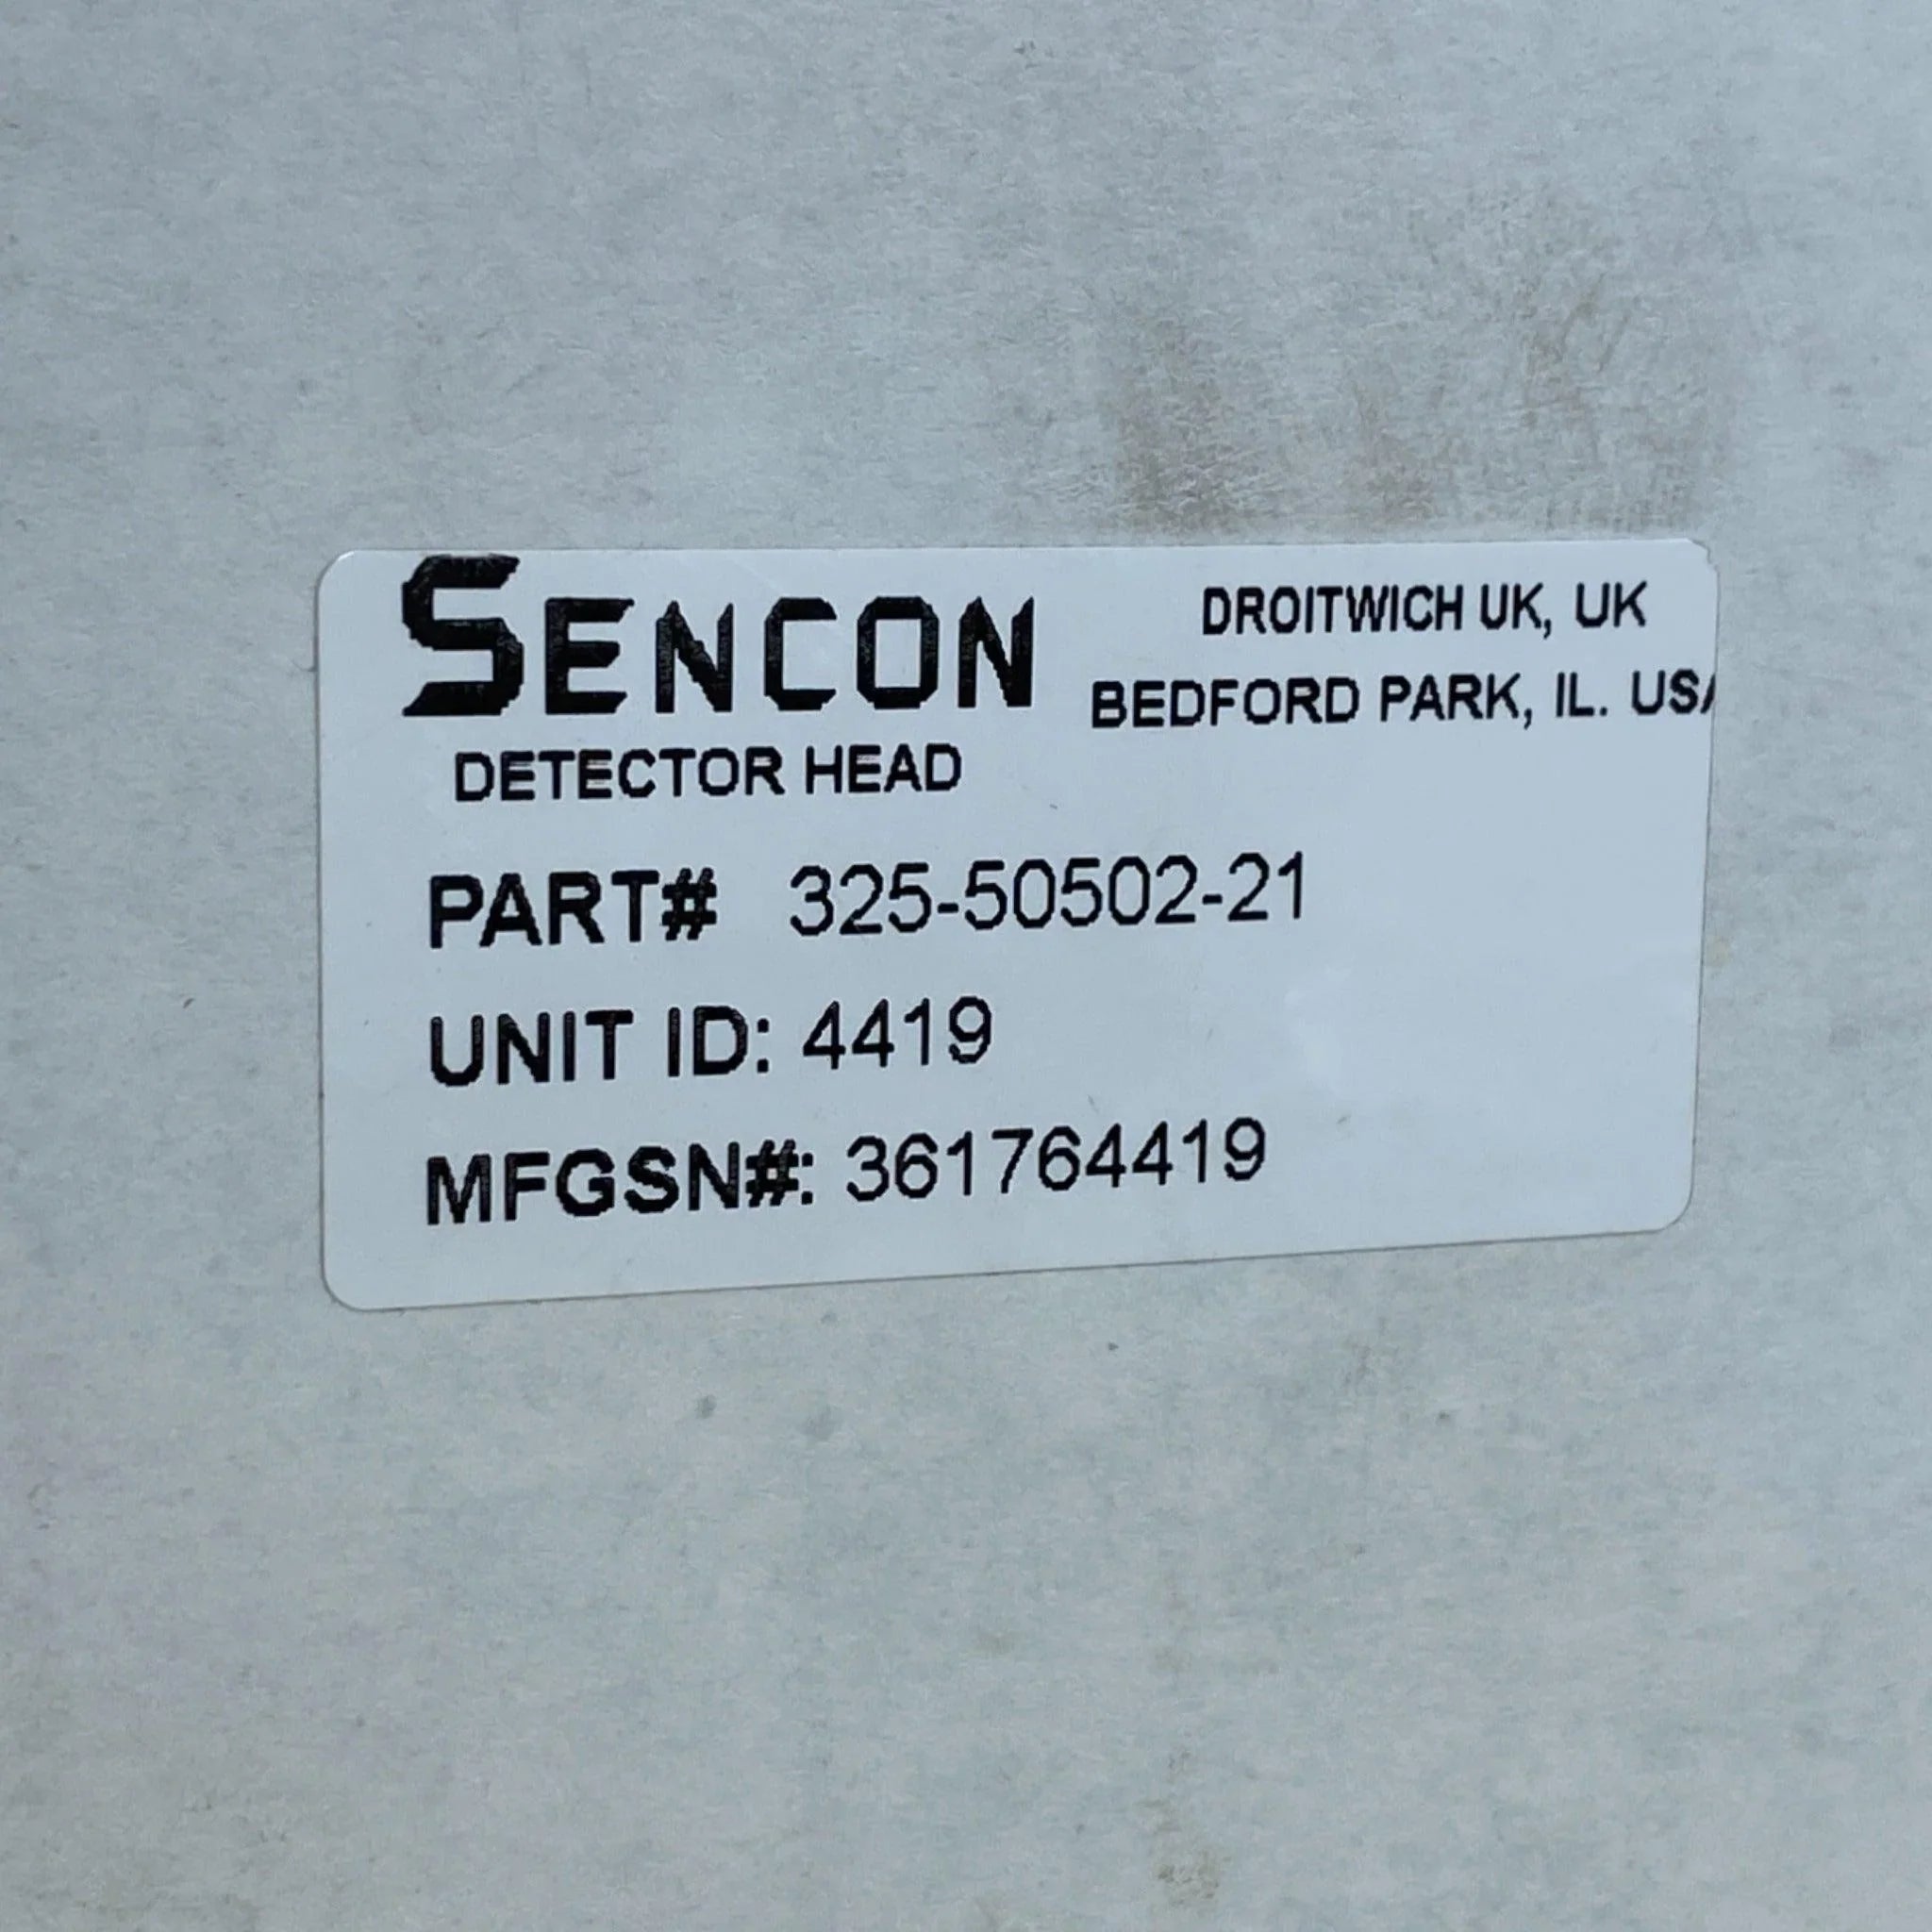 SENCON
DROITWICH UK, UK
BEDFORD PARK, IL. USA
DETECTOR HEAD
PART# 325-50502-21
UNIT ID: 4419
MFGSN#: 361764419